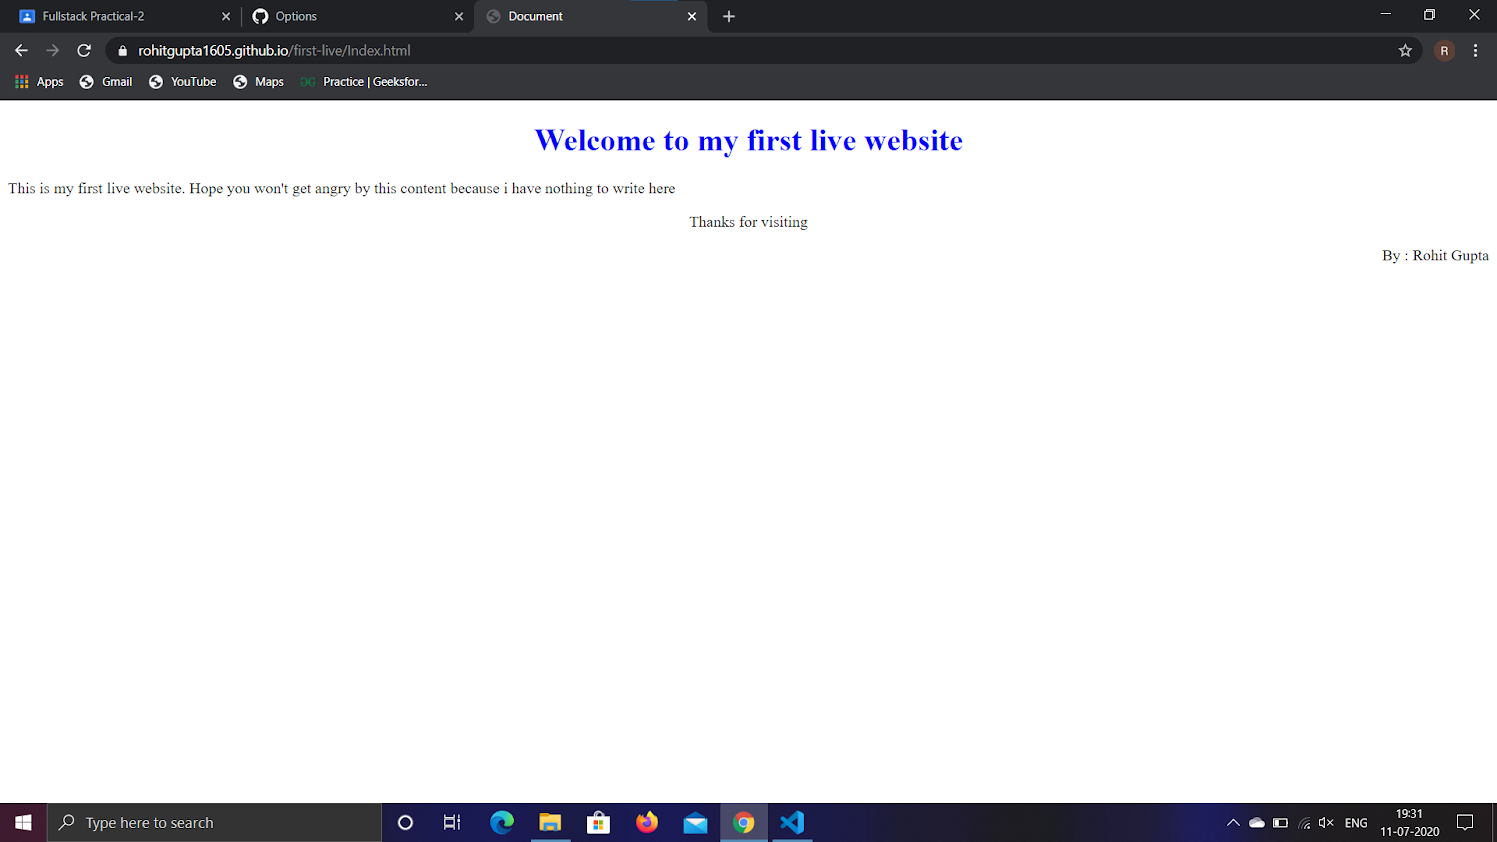 Fullstack Practical-2
Options
Document
rohitgupta1605.github.io/first-live/Index.html
R
Apps Gmail YouTube Maps Practice | Geeksfor...
Welcome to my first live website
This is my first live website. Hope you won't get angry by this content because i have nothing to write here
Thanks for visiting
By : Rohit Gupta
Type here to search
ENG
19:31
11-07-2020